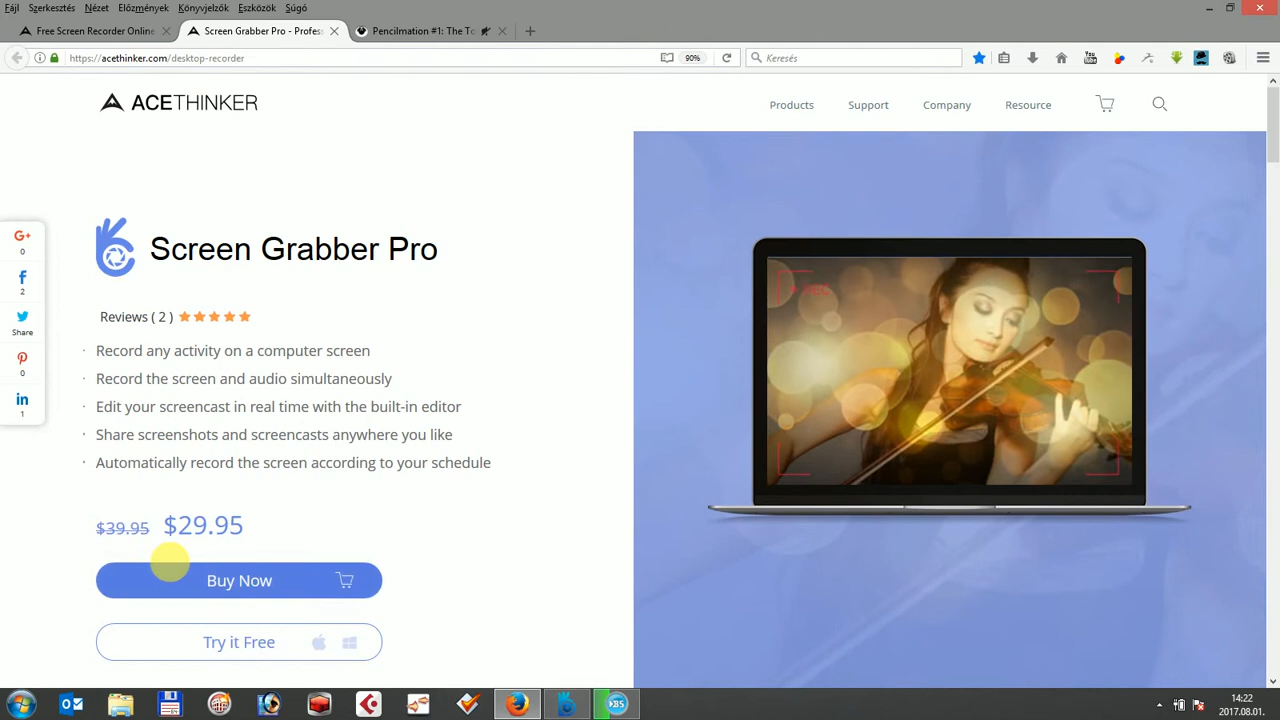 Fájl Szerkesztés Nézet Előzmények Könyvjelzők Eszközök Súgó
Free Screen Recorder Online
Screen Grabber Pro - Profess
Pencilmation #1: The To
https://acethinker.com/desktop-recorder
90%
Keresés
ACETHINKER
Products
Support
Company
Resource
G+
0
2
Share
0
1
Screen Grabber Pro
Reviews ( 2 )
· Record any activity on a computer screen
· Record the screen and audio simultaneously
· Edit your screencast in real time with the built-in editor
· Share screenshots and screencasts anywhere you like
· Automatically record the screen according to your schedule
$39.95 $29.95
Buy Now
Try it Free
REC
14:22
2017.08.01.